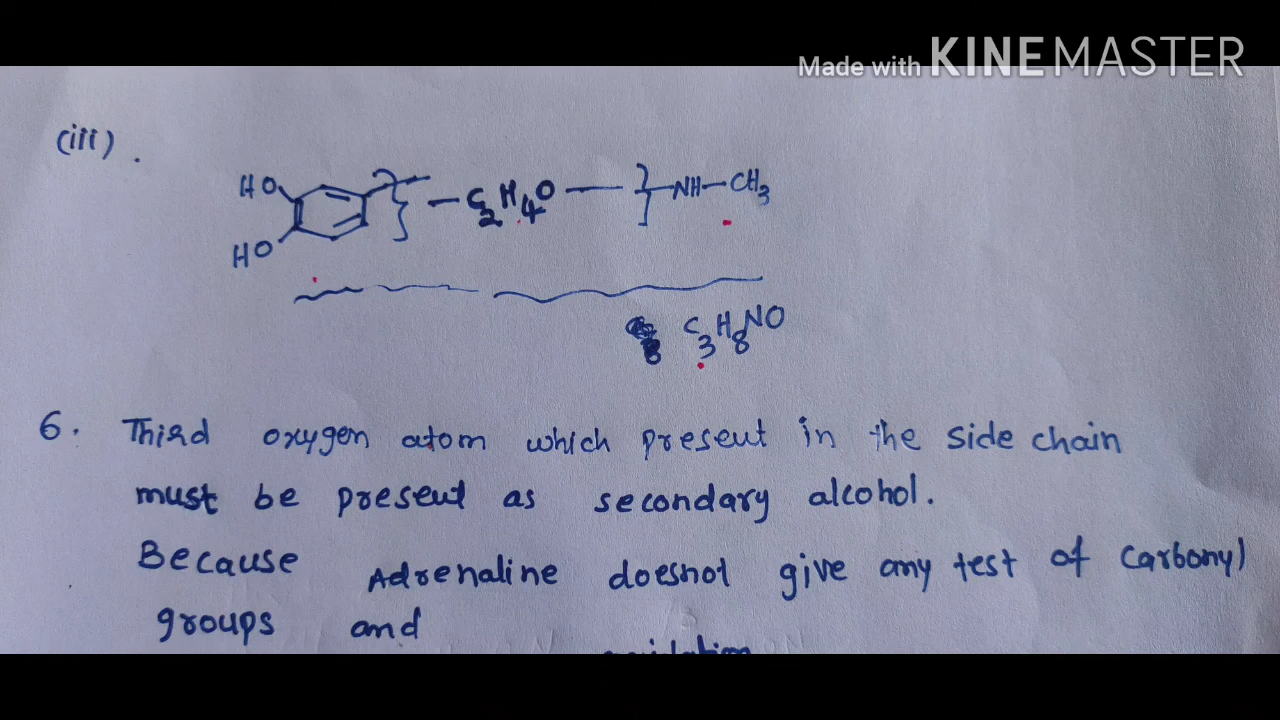 Made with KINEMASTER
(iii).
HO
HO
C2H4O
NH-CH3
C3H8NO
6. Third oxygen atom which present in the side chain
must be present as secondary alcohol.
Because Adrenaline doesnot give any test of carbonyl
groups and